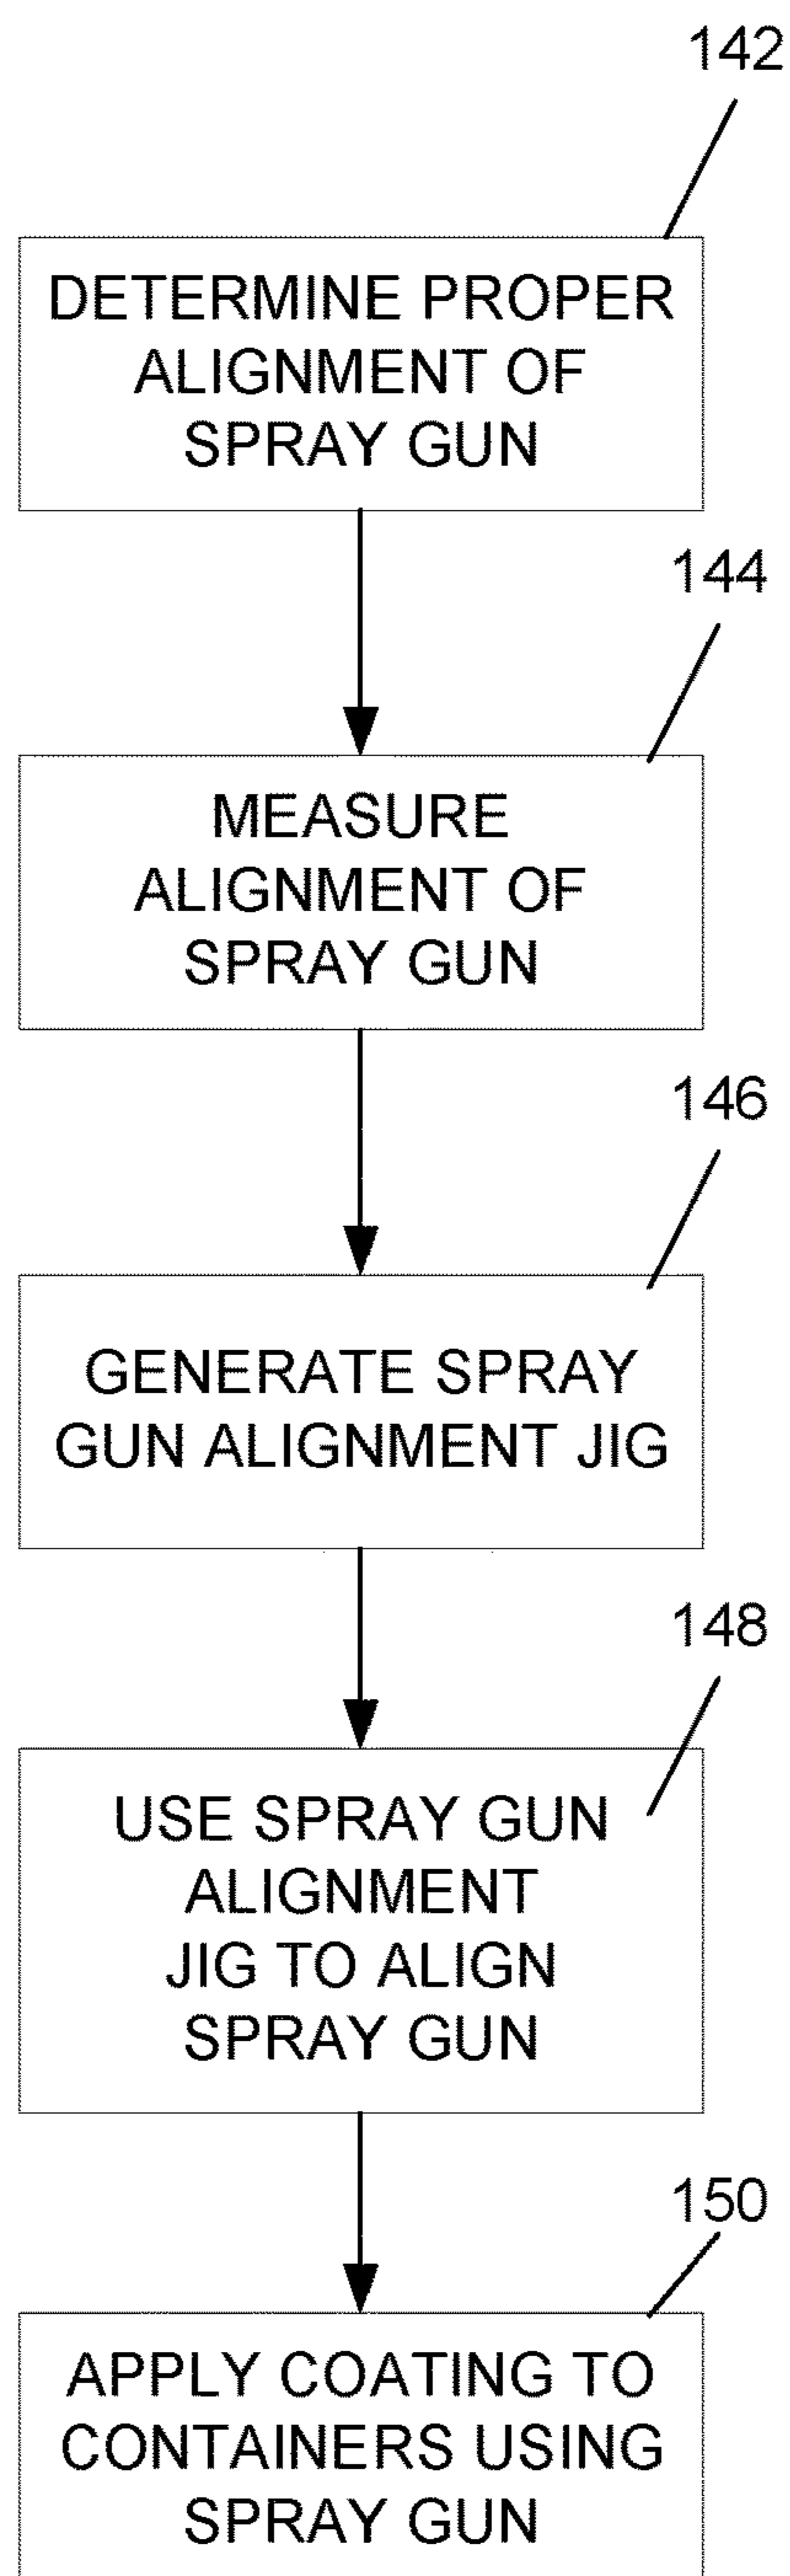 142
DETERMINE PROPER
ALIGNMENT OF
SPRAY GUN
144
MEASURE
ALIGNMENT OF
SPRAY GUN
146
GENERATE SPRAY
GUN ALIGNMENT JIG
148
USE SPRAY GUN
ALIGNMENT
JIG TO ALIGN
SPRAY GUN
150
APPLY COATING TO
CONTAINERS USING
SPRAY GUN